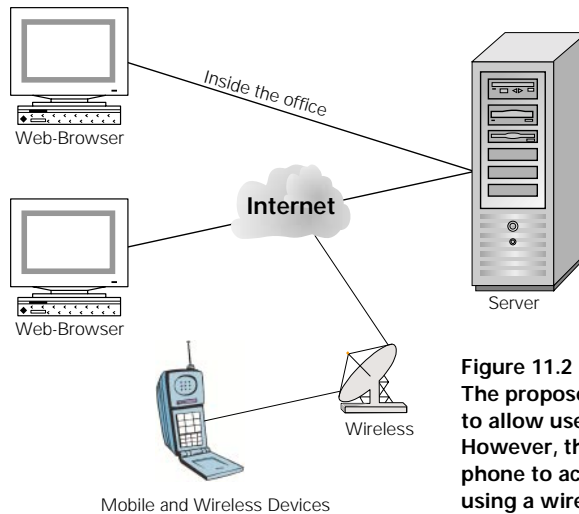 Inside the office
Web-Browser
Internet
Web-Browser
Server
Wireless
Mobile and Wireless Devices
Figure 11.2
The propose
to allow use
However, th
phone to ac
using a wire